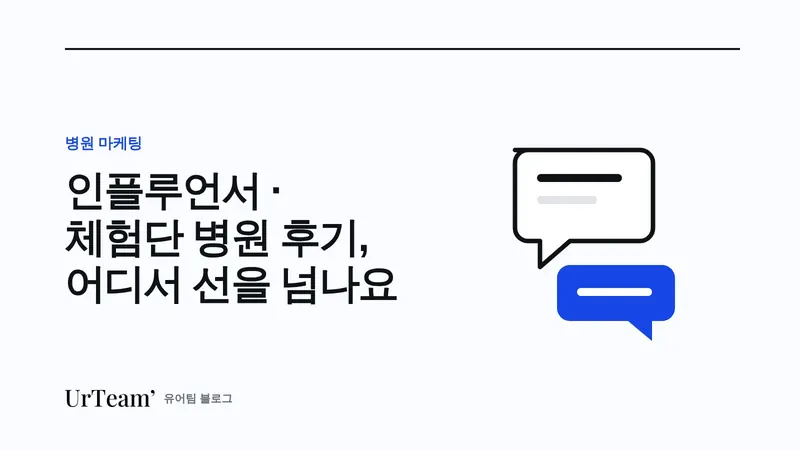 병원 마케팅
인플루언서 ·
체험단 병원 후기,
어디서 선을 넘나요
UrTeam’ 유어팀 블로그